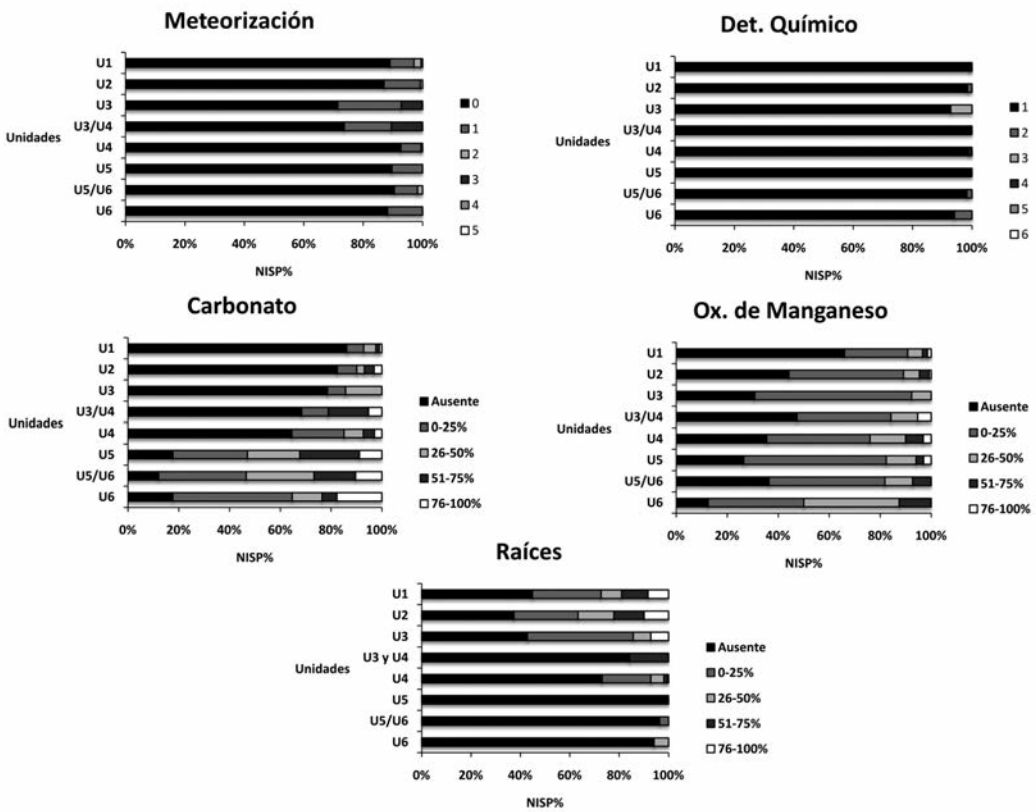 Meteorización
U1
U2
U3
U3/U4
U4
U5
U5/U6
U6
Unidades
0% 20% 40% 60% 80% 100%
NISP%
0
1
2
3
4
5
Det. Químico
U1
U2
U3
U3/U4
U4
U5
U5/U6
U6
Unidades
0% 20% 40% 60% 80% 100%
NISP%
1
2
3
4
5
6
Carbonato
U1
U2
U3
U3/U4
U4
U5
U5/U6
U6
Unidades
0% 20% 40% 60% 80% 100%
NISP%
Ausente
0-25%
26-50%
51-75%
76-100%
Ox. de Manganeso
U1
U2
U3
U3/U4
U4
U5
U5/U6
U6
Unidades
0% 20% 40% 60% 80% 100%
NISP%
Ausente
0-25%
26-50%
51-75%
76-100%
Raíces
U1
U2
U3
U3 y U4
U4
U5
U5/U6
U6
Unidades
0% 20% 40% 60% 80% 100%
NISP%
Ausente
0-25%
26-50%
51-75%
76-100%